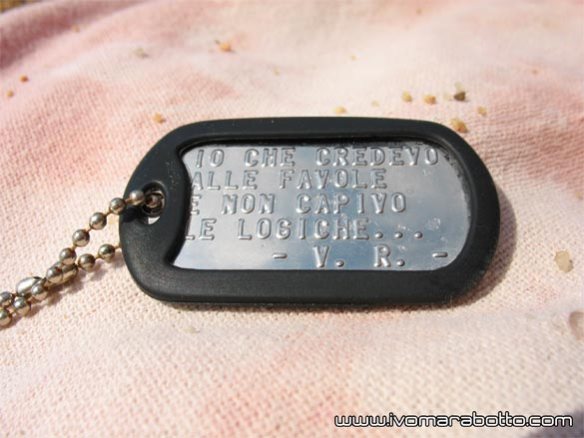 IO CHE CREDEVO
ALLE FAVOLE
E NON CAPIVO
LE LOGICHE...
- V. R. -
www.ivomarabotto.com